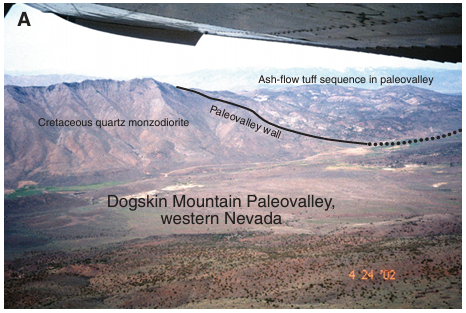 A
Ash-flow tuff sequence in paleovalley
Cretaceous quartz monzodiorite
Paleovalley wall
Dogskin Mountain Paleovalley,
western Nevada
4 24 '02